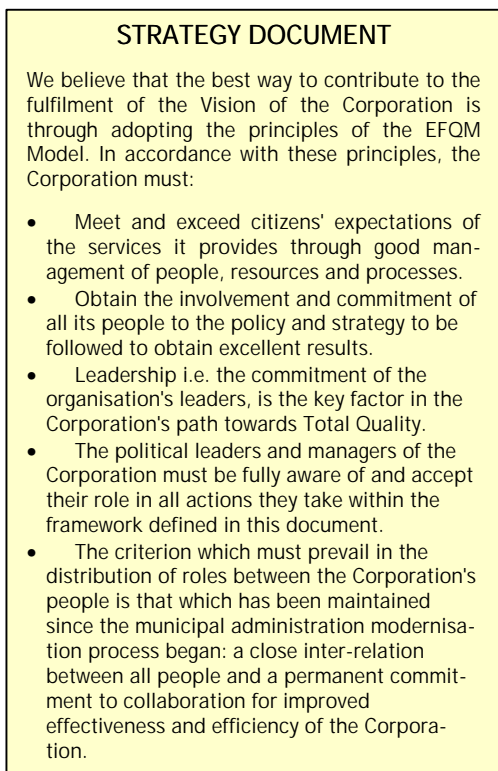 STRATEGY DOCUMENT
We believe that the best way to contribute to the
fulfilment of the Vision of the Corporation is
through adopting the principles of the EFQM
Model. In accordance with these principles, the
Corporation must:
• Meet and exceed citizens' expectations of
the services it provides through good man-
agement of people, resources and processes.
• Obtain the involvement and commitment of
all its people to the policy and strategy to be
followed to obtain excellent results.
• Leadership i.e. the commitment of the
organisation's leaders, is the key factor in the
Corporation's path towards Total Quality.
• The political leaders and managers of the
Corporation must be fully aware of and accept
their role in all actions they take within the
framework defined in this document.
• The criterion which must prevail in the
distribution of roles between the Corporation's
people is that which has been maintained
since the municipal administration modernisa-
tion process began: a close inter-relation
between all people and a permanent commit-
ment to collaboration for improved
effectiveness and efficiency of the Corpora-
tion.